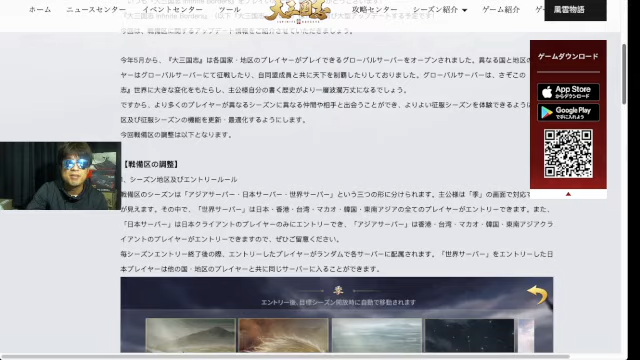 ホーム ニュースセンター イベントセンター ツール 大三国志 攻略センター シーズン紹介 ゲーム紹介 風雲物語
今年5月から、『大三国志』は各国家・地区のプレイヤーがプレイできるグローバルサーバーをオープンされました。異なる国と地区の
ヤーはグローバルサーバーにて征戦したり、自同盟成員と共に天下を制覇したりしておりました。グローバルサーバーは、さぞこの
志』世界に大きな変化をもたらし、主公様自分の書く歴史がより一層波瀾万丈になるでしょう。
ですから、より多くのプレイヤーが異なるシーズンに異なる仲間や相手と出会うことができ、よりよい征服シーズンを体験できるように
区及び征服シーズンの機能を更新・最適化するようにします。
今回戦備区の調整は以下となります。
ゲームダウンロード
App Store
からダウンロード
Google Play
で手に入れよう
【戦備区の調整】
、シーズン地区及びエントリールール
戦備区のシーズンは「アジアサーバー・日本サーバー・世界サーバー」という三つの形に分けられます。主公様は「季」の画面で対応
が見えます。その中で、「世界サーバー」は日本・香港・台湾・マカオ・韓国・東南アジアの全てのプレイヤーがエントリーできます。また、
「日本サーバー」は日本クライアントのプレイヤーのみにエントリーでき、「アジアサーバー」は香港・台湾・マカオ・韓国・東南アジアクラ
イアントのプレイヤーがエントリーできますので、ぜひご留意ください。
毎シーズンエントリー終了後の際、エントリーしたプレイヤーがランダムで各サーバーに配属されます。「世界サーバー」をエントリーした日
本プレイヤーは他の国・地区のプレイヤーと共に同じサーバーに入ることができます。
季
エントリー後、目標シーズン開放時に自動で移動されます